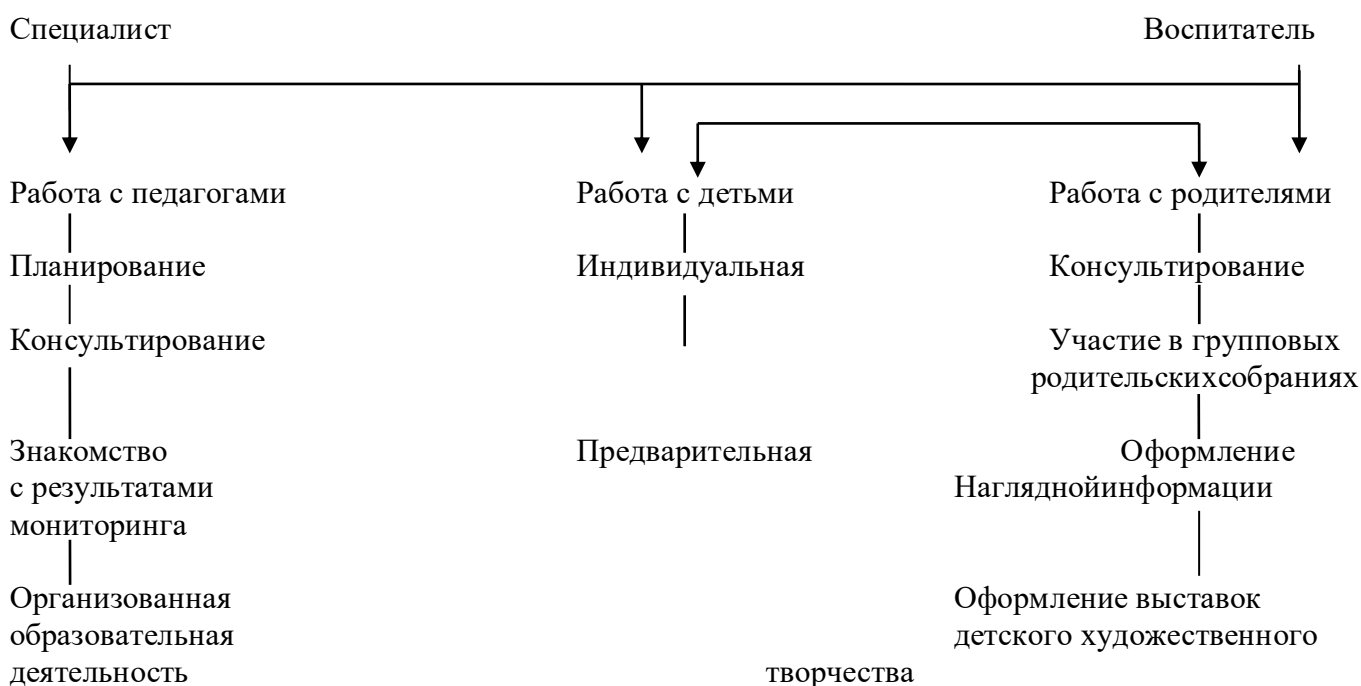 Специалист Воспитатель
Работа с педагогами Работа с детьми Работа с родителями
Планирование Индивидуальная Консультирование
Консультирование Участие в групповых
родительскихсобраниях
Знакомство Предварительная Оформление
с результатами Нагляднойинформации
мониторинга
Организованная Оформление выставок
образовательная детского художественного
деятельность творчества